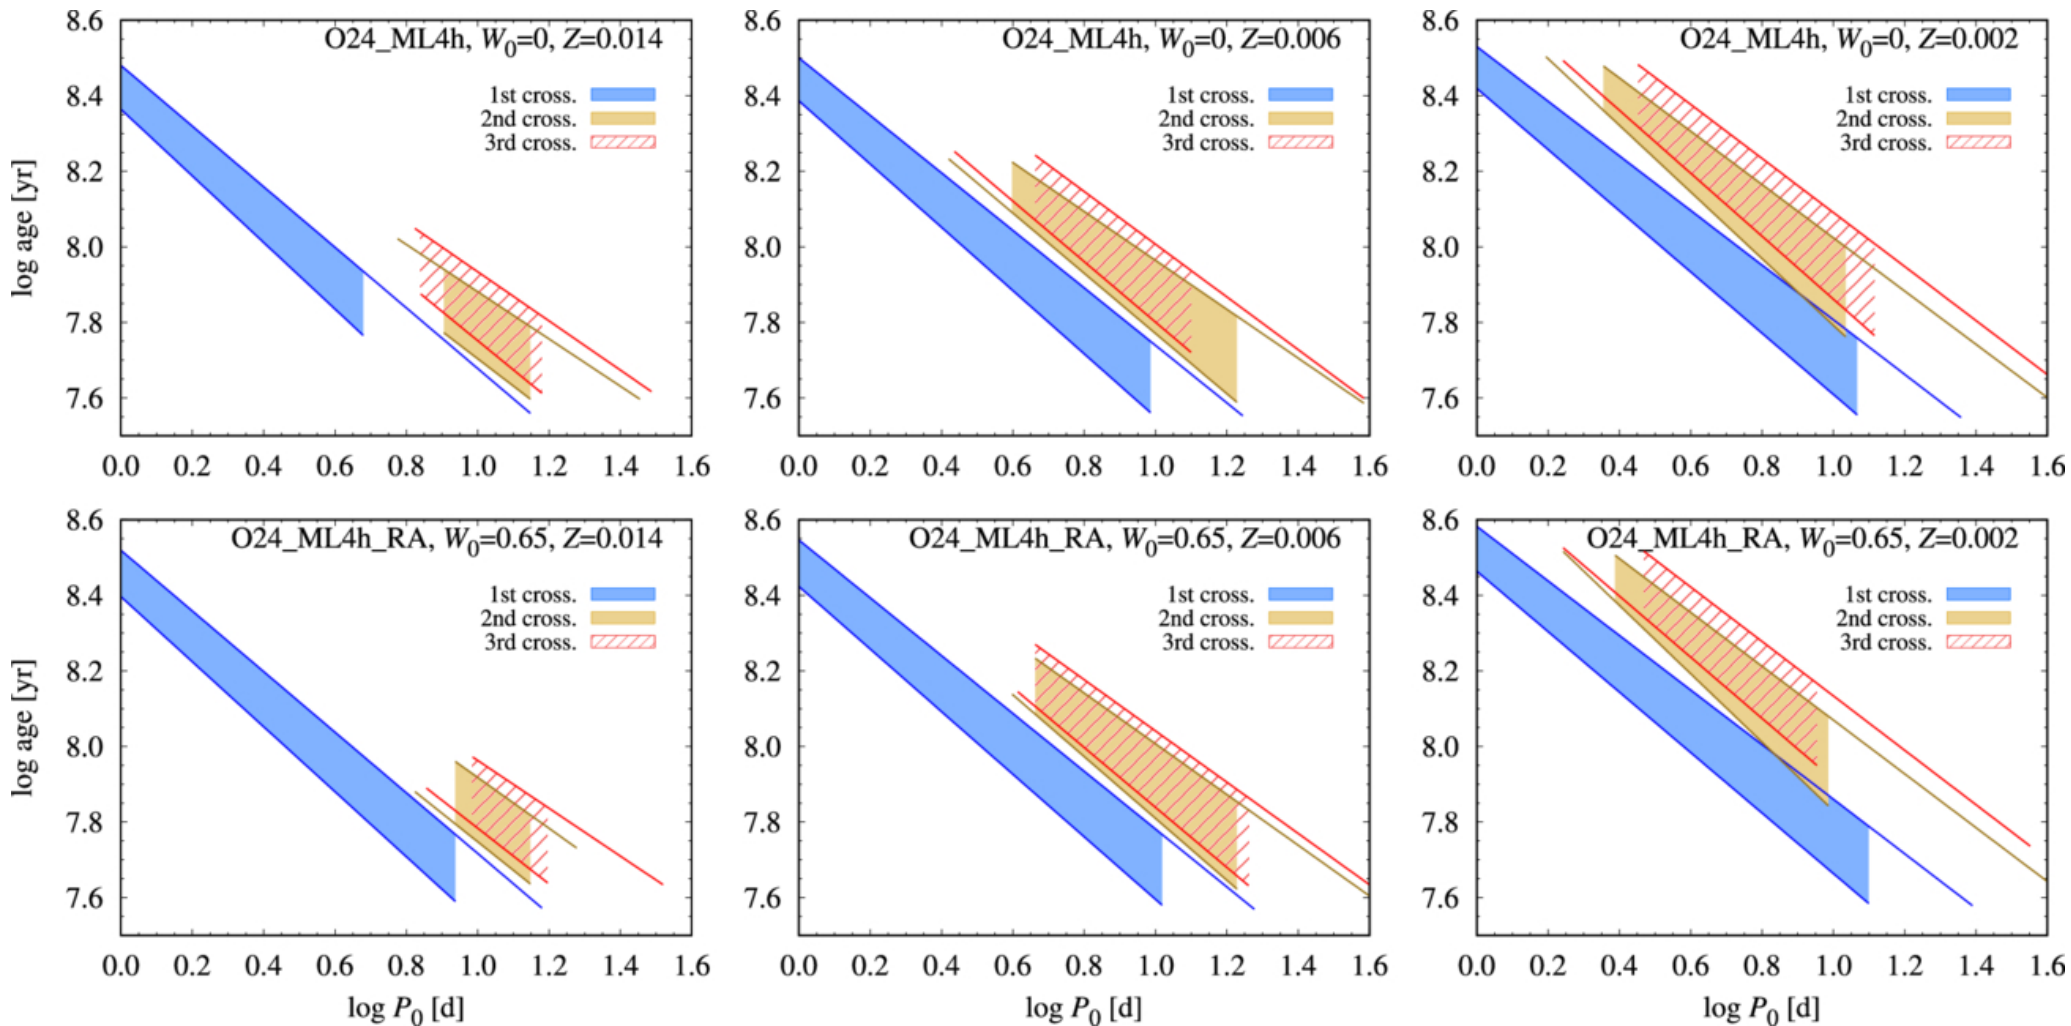 O24_ML4h, W0=0, Z=0.014
1st cross.
2nd cross.
3rd cross.
log age [yr]
8.6
8.4
8.2
8.0
7.8
7.6
0.0 0.2 0.4 0.6 0.8 1.0 1.2 1.4 1.6
O24_ML4h, W0=0, Z=0.006
1st cross.
2nd cross.
3rd cross.
8.6
8.4
8.2
8.0
7.8
7.6
0.0 0.2 0.4 0.6 0.8 1.0 1.2 1.4 1.6
O24_ML4h, W0=0, Z=0.002
1st cross.
2nd cross.
3rd cross.
8.6
8.4
8.2
8.0
7.8
7.6
0.0 0.2 0.4 0.6 0.8 1.0 1.2 1.4 1.6
O24_ML4h_RA, W0=0.65, Z=0.014
1st cross.
2nd cross.
3rd cross.
log age [yr]
8.6
8.4
8.2
8.0
7.8
7.6
0.0 0.2 0.4 0.6 0.8 1.0 1.2 1.4 1.6
log P0 [d]
O24_ML4h_RA, W0=0.65, Z=0.006
1st cross.
2nd cross.
3rd cross.
8.6
8.4
8.2
8.0
7.8
7.6
0.0 0.2 0.4 0.6 0.8 1.0 1.2 1.4 1.6
log P0 [d]
O24_ML4h_RA, W0=0.65, Z=0.002
1st cross.
2nd cross.
3rd cross.
8.6
8.4
8.2
8.0
7.8
7.6
0.0 0.2 0.4 0.6 0.8 1.0 1.2 1.4 1.6
log P0 [d]